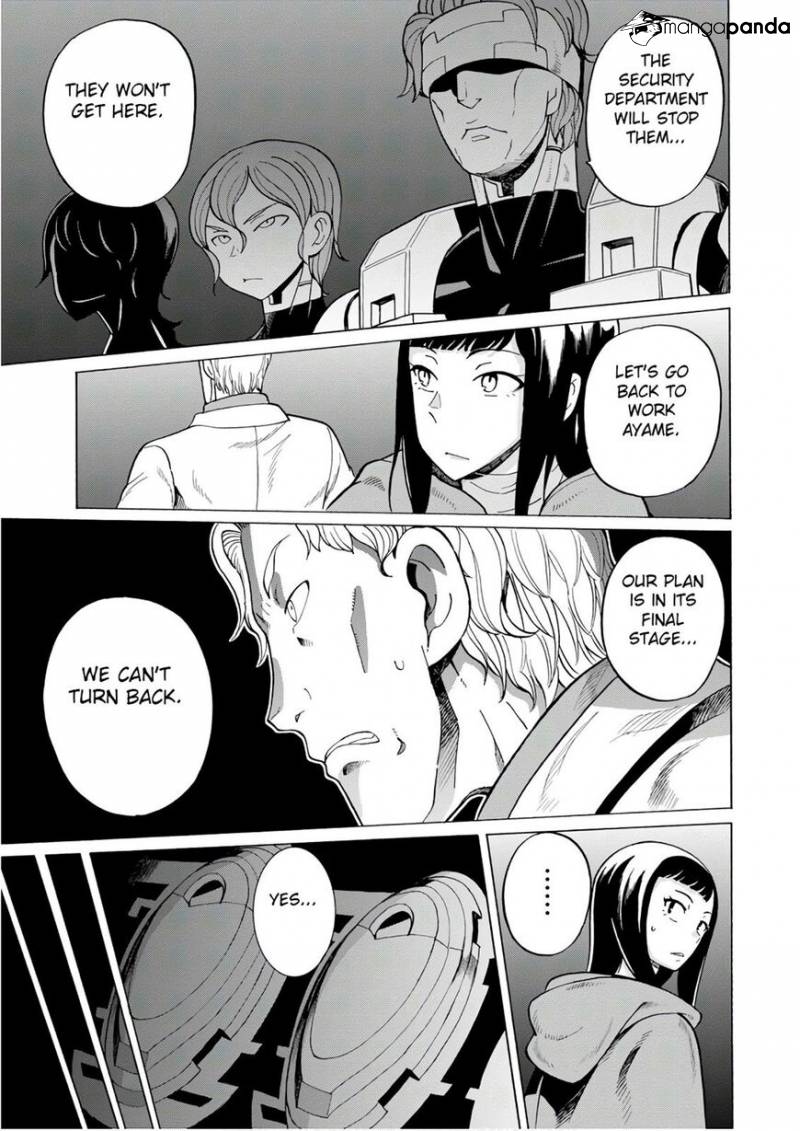 mangapanda
THE
SECURITY
DEPARTMENT
WILL STOP
THEM...
THEY WON'T
GET HERE.
LET'S GO
BACK TO
WORK
AYAME.
OUR PLAN
IS IN ITS
FINAL
STAGE...
WE CAN'T
TURN BACK.
......
YES...